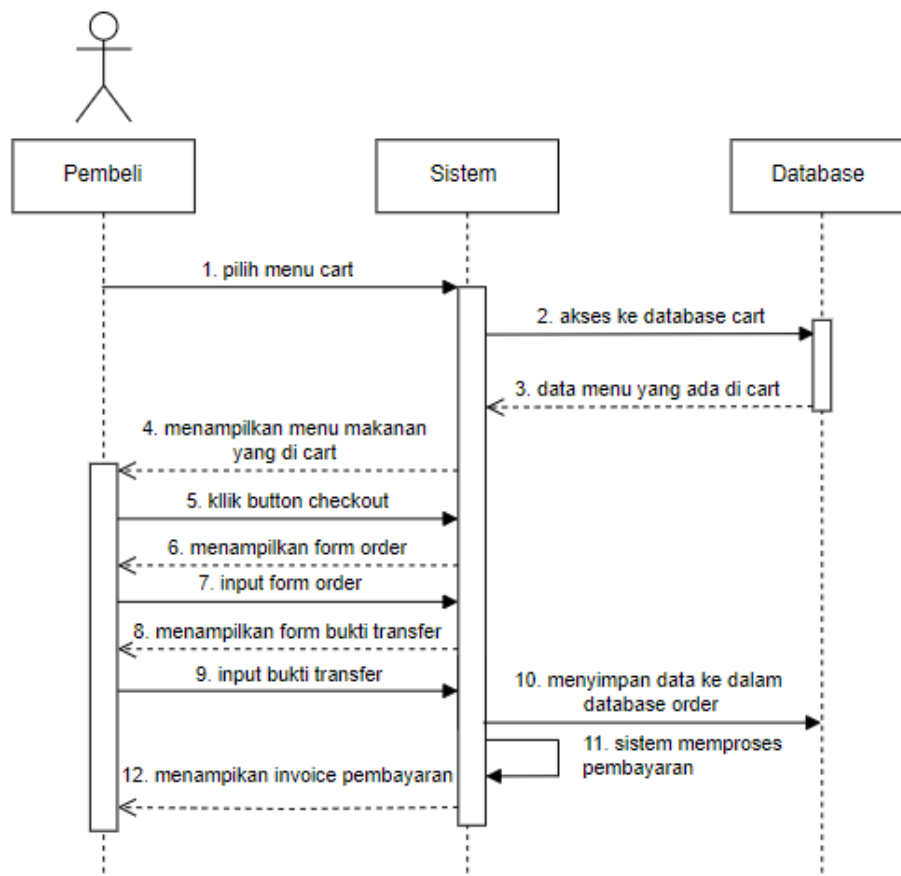 Pembeli
Sistem
Database
1. pilih menu cart
2. akses ke database cart
3. data menu yang ada di cart
4. menampilkan menu makanan
yang di cart
5. kllik button checkout
6. menampilkan form order
7. input form order
8. menampilkan form bukti transfer
9. input bukti transfer
10. menyimpan data ke dalam
database order
11. sistem memproses
pembayaran
12. menampikan invoice pembayaran